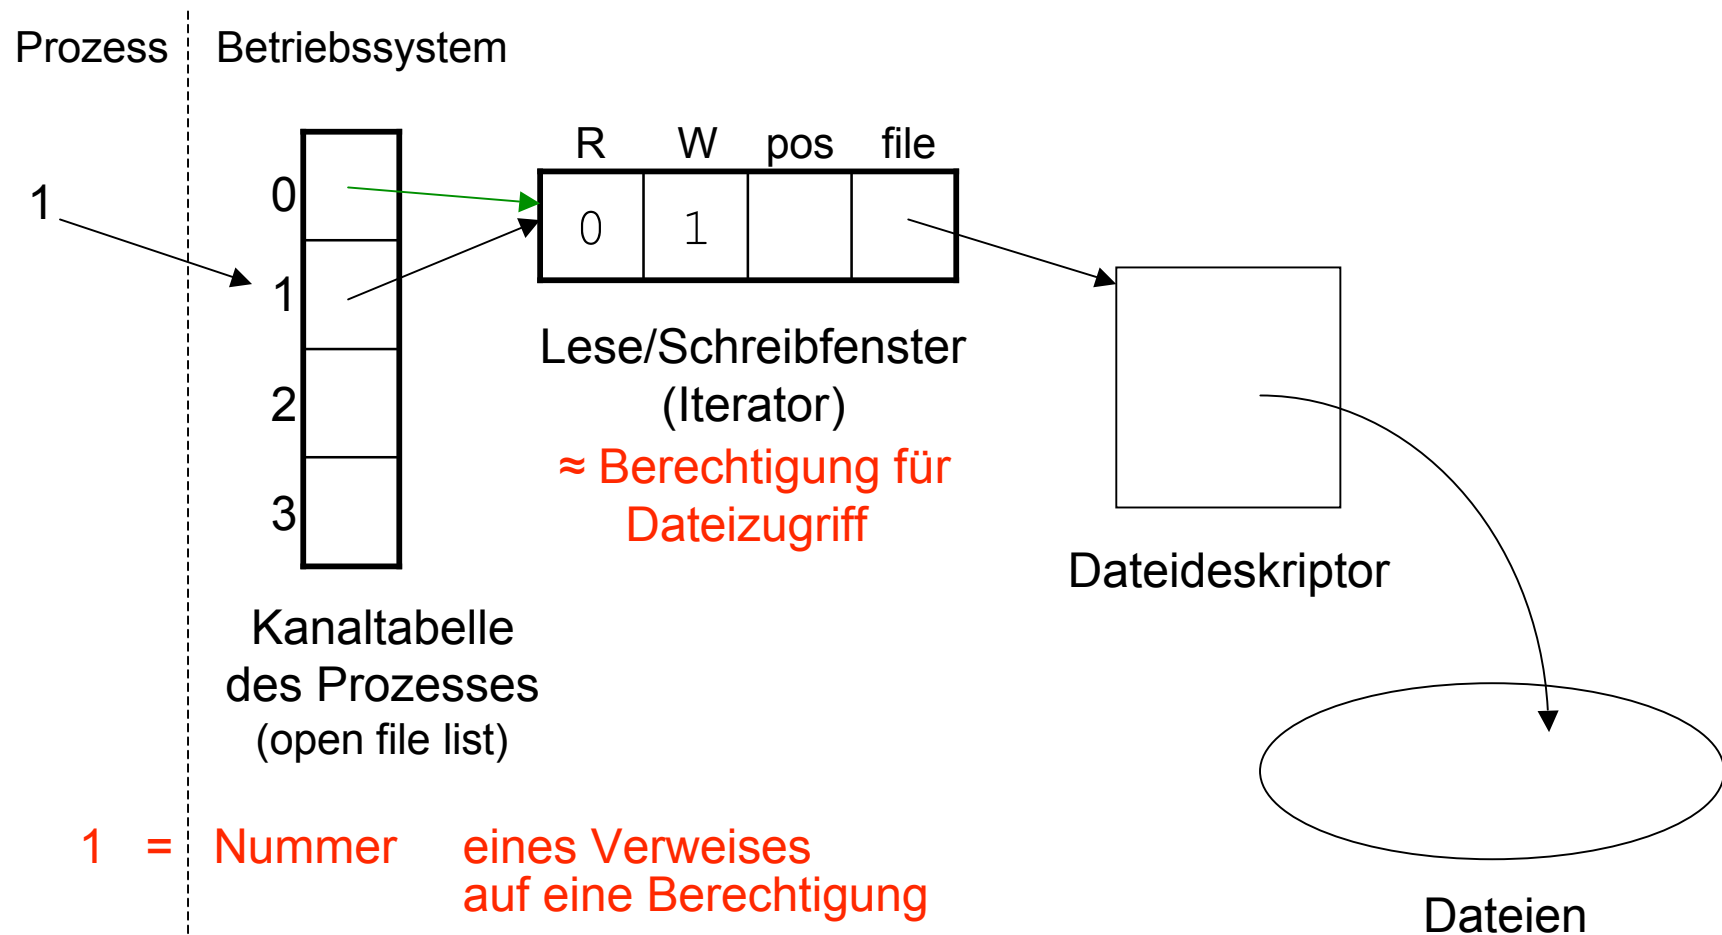 Prozess Betriebssystem
R W pos file
1
0
1
2
3
0 1
Lese/Schreibfenster
(Iterator)
≈ Berechtigung für
Dateizugriff
Dateideskriptor
Kanaltabelle
des Prozesses
(open file list)
1 = Nummer eines Verweises
auf eine Berechtigung
Dateien